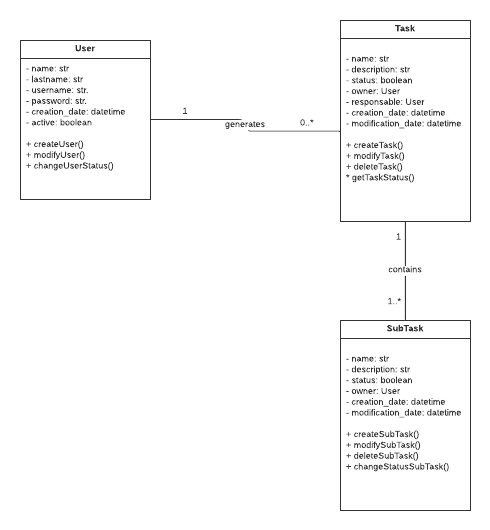 User
- name: str
- lastname: str
- username: str.
- password: str.
- creation_date: datetime
- active: boolean
+ createUser()
+ modifyUser()
+ changeUserStatus()
1
generates
0..*
Task
- name: str
- description: str
- status: boolean
- owner: User
- responsable: User
- creation_date: datetime
- modification_date: datetime
+ createTask()
+ modifyTask()
+ deleteTask()
* getTaskStatus()
1
contains
1..*
SubTask
- name: str
- description: str
- status: boolean
- owner: User
- creation_date: datetime
- modification_date: datetime
+ createSubTask()
+ modifySubTask()
+ deleteSubTask()
+ changeStatusSubTask()